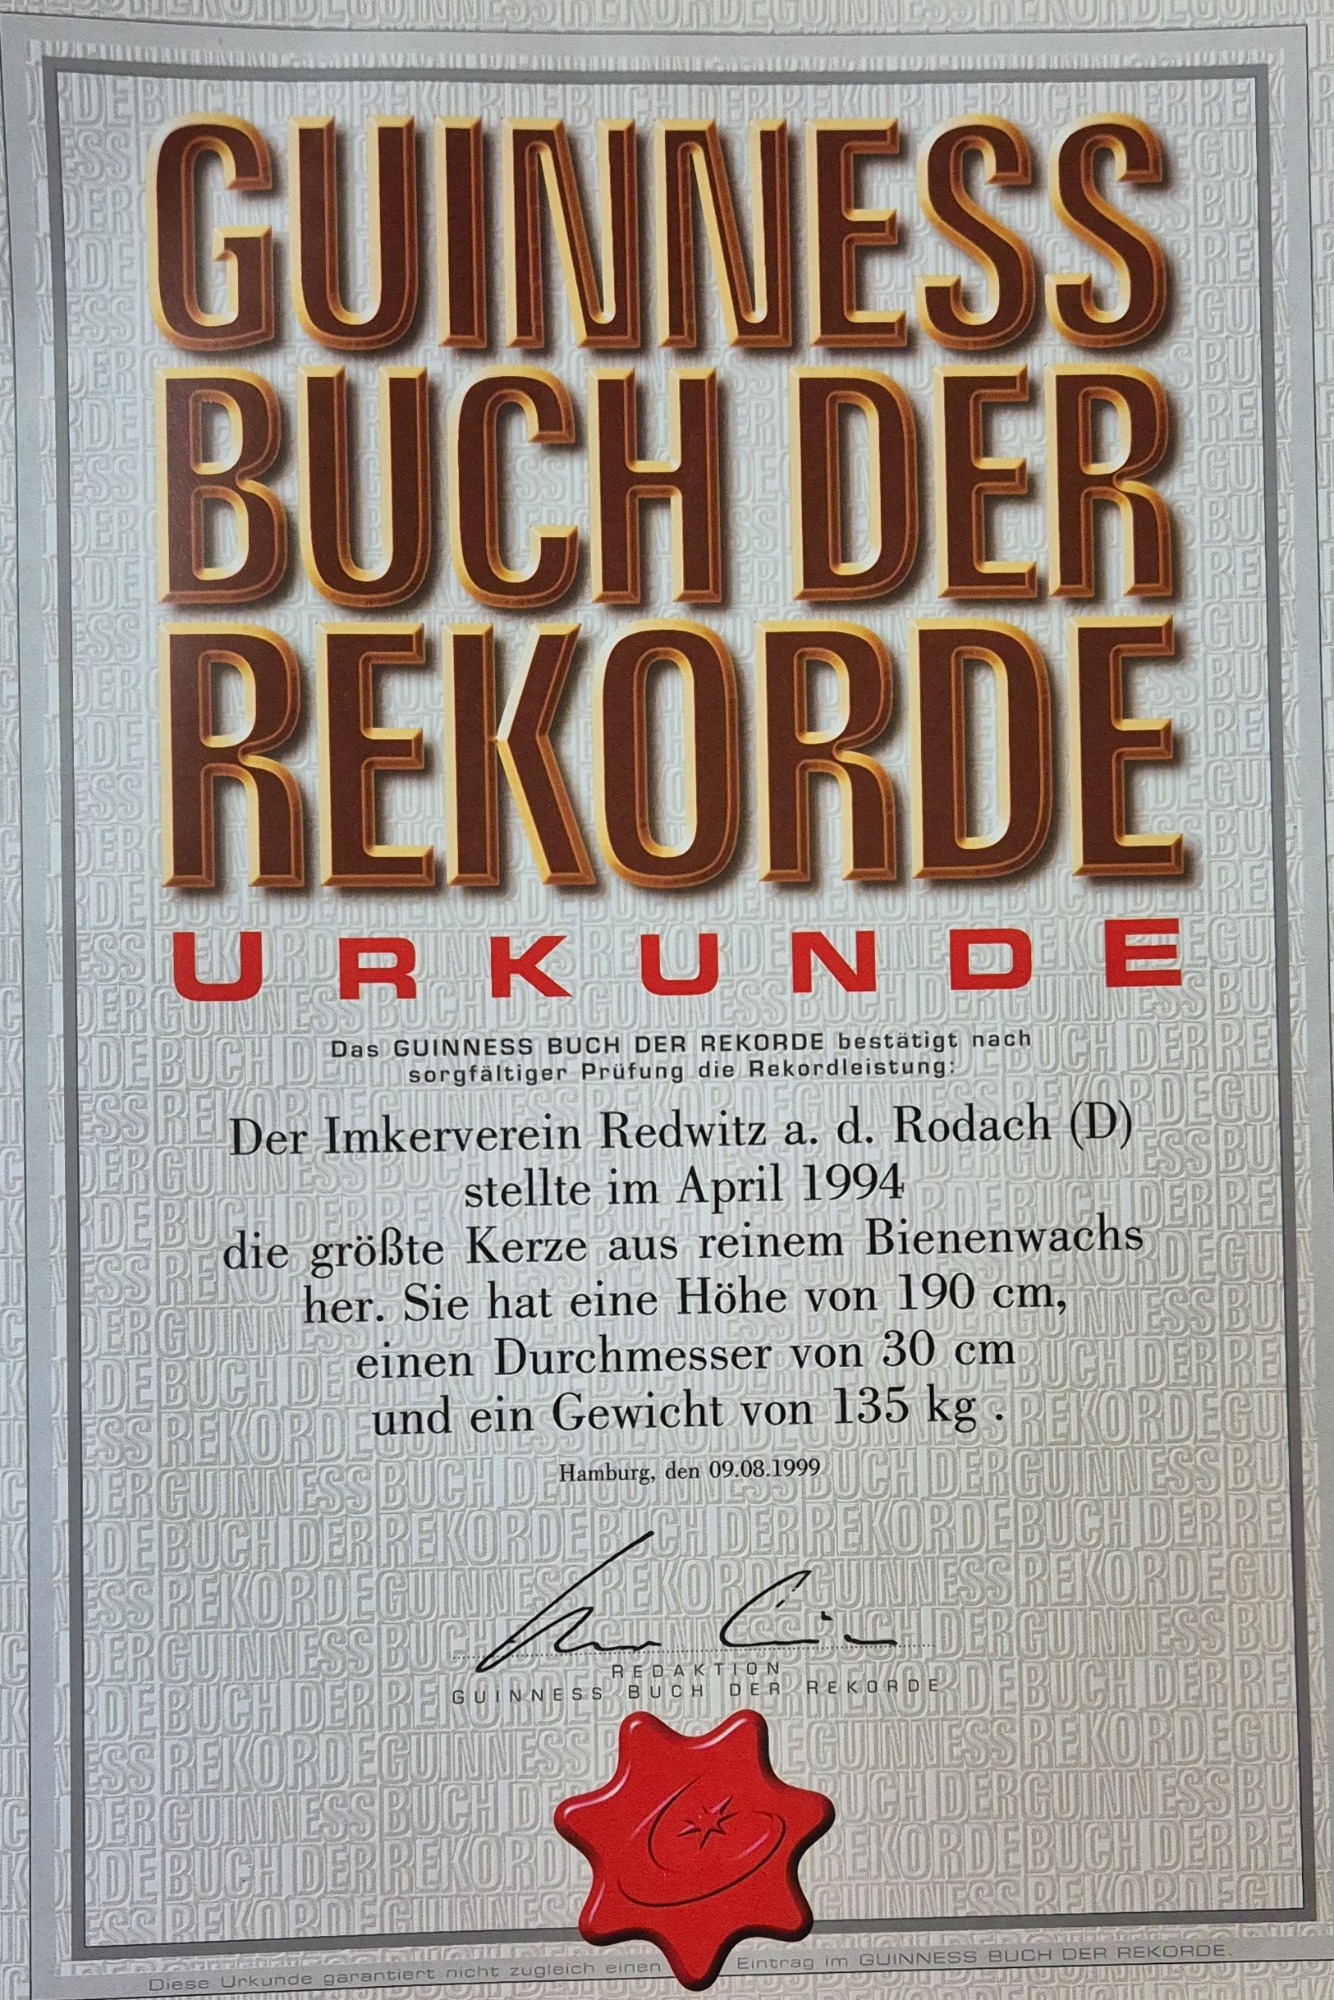 GUINNESS
BUCH DER
REKORDE
URKUNDE
Das GUINNESS BUCH DER REKORDE bestätigt nach
sorgfältiger Prüfung die Rekordleistung:
Der Imkerverein Redwitz a. d. Rodach (D)
stellte im April 1994
die größte Kerze aus reinem Bienenwachs
her. Sie hat eine Höhe von 190 cm,
einen Durchmesser von 30 cm
und ein Gewicht von 135 kg .
Hamburg, den 09.08.1999
REDAKTION
GUINNESS BUCH DER REKORDE
Diese Urkunde garantiert nicht zugleich einen Eintrag im GUINNESS BUCH DER REKORDE.